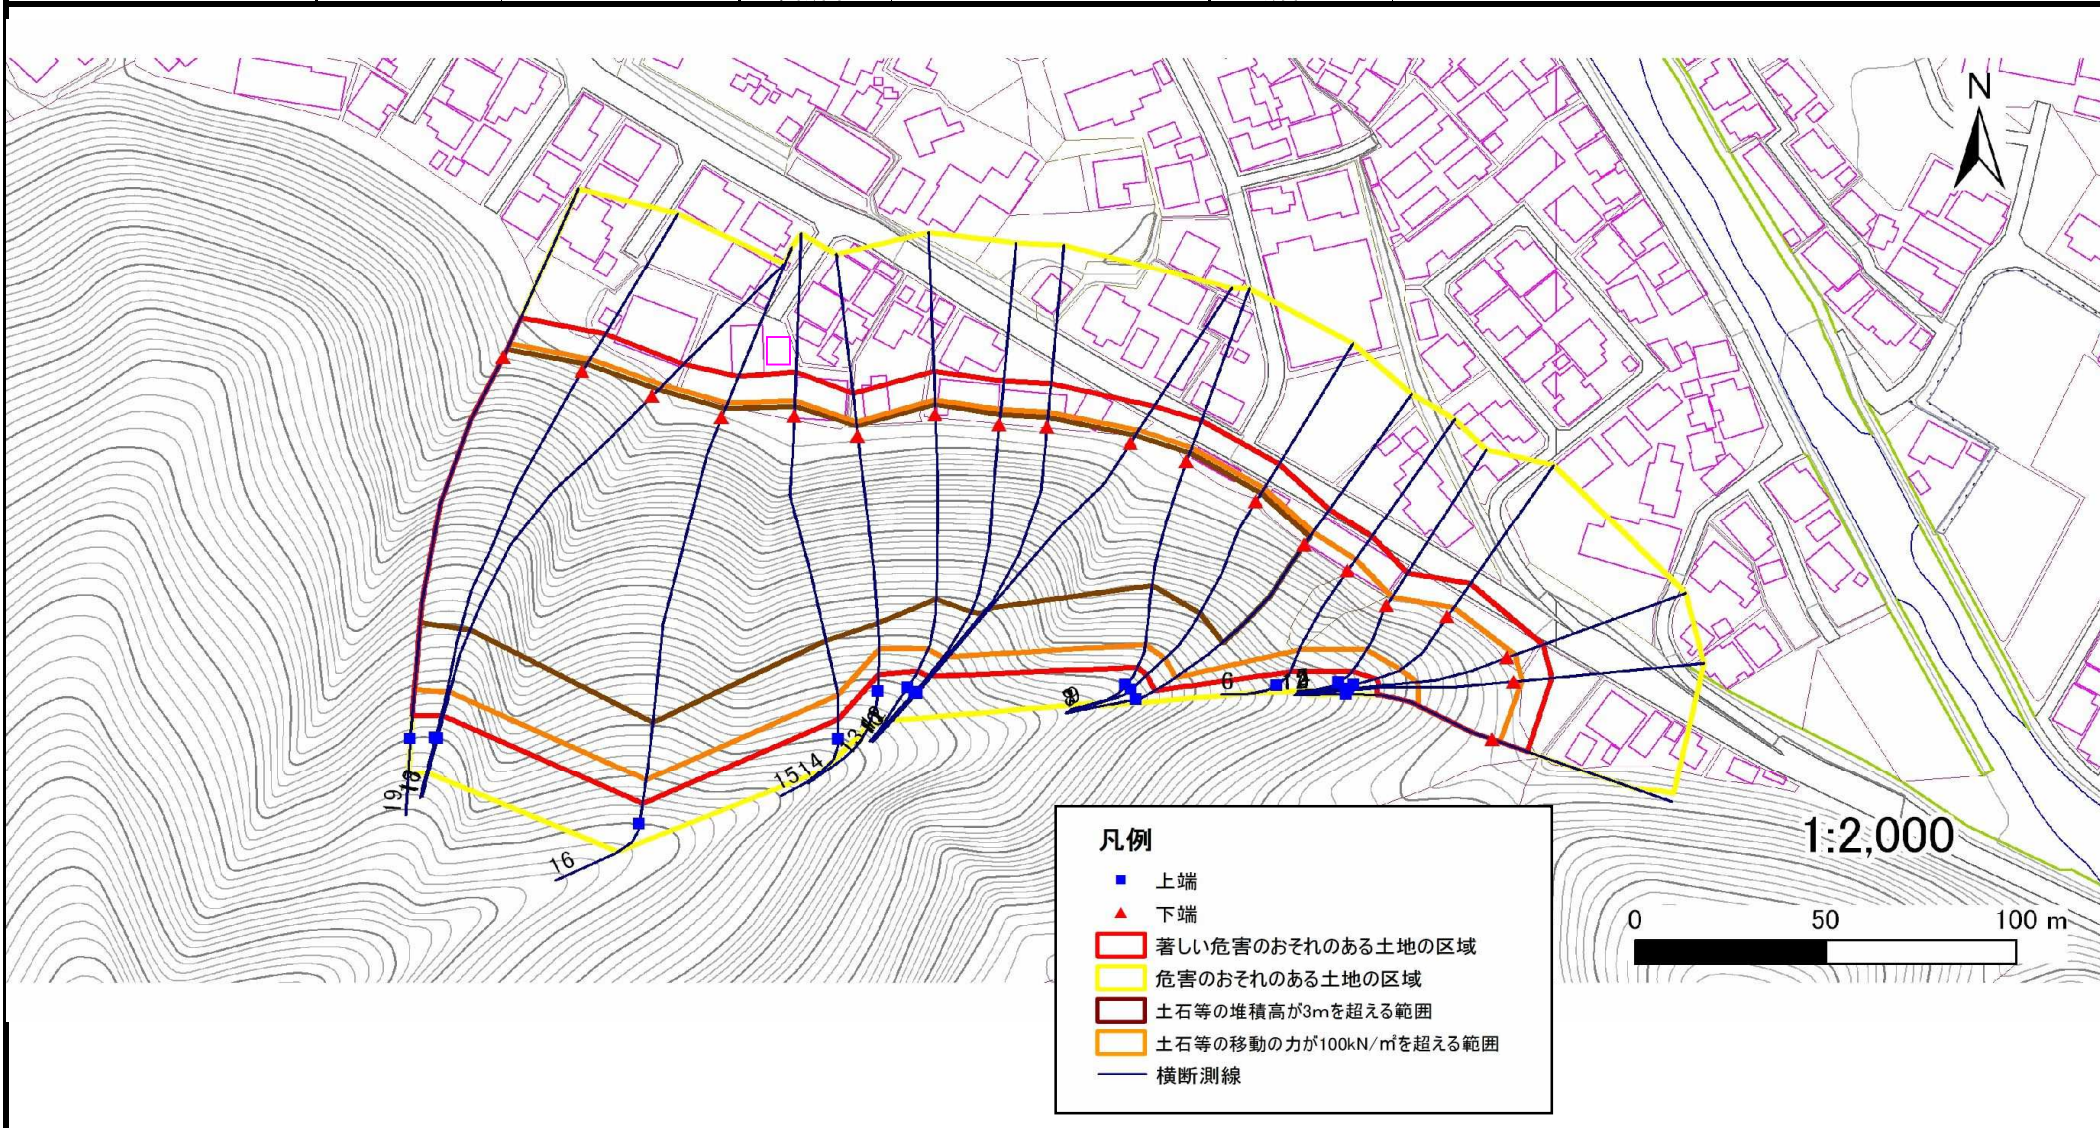 N
6
19
16
1514
13
1:2,000
0 50 100 m
凡例
上端
下端
著しい危害のおそれのある土地の区域
危害のおそれのある土地の区域
土石等の堆積高が3mを超える範囲
土石等の移動の力が100kN/㎡を超える範囲
横断測線